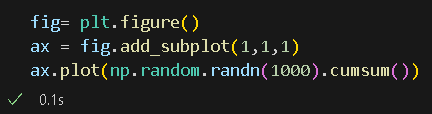 fig= plt.figure()
ax = fig.add_subplot(1,1,1)
ax.plot(np.random.randn(1000).cumsum())
✓ 0.1s